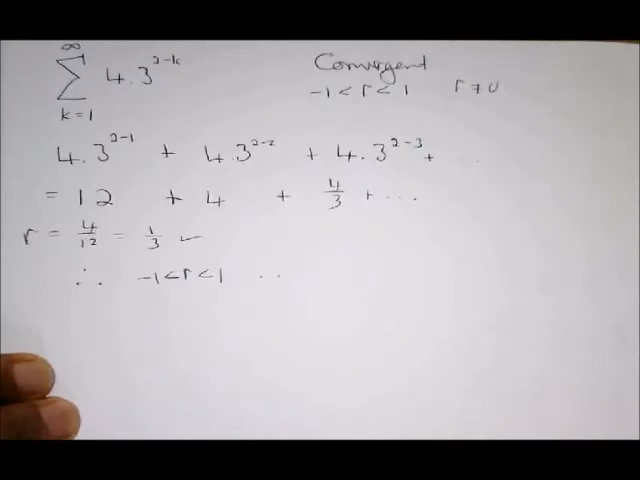 ∞
∑ 4.3^{2-k} Convergent
k=1 -1 < r < 1 r ≠ 0
4.3^{2-1} + 4.3^{2-2} + 4.3^{2-3} +
= 12 + 4 + 4/3 + ...
r = 4/12 = 1/3 ✓
∴ -1 < r < 1 ..